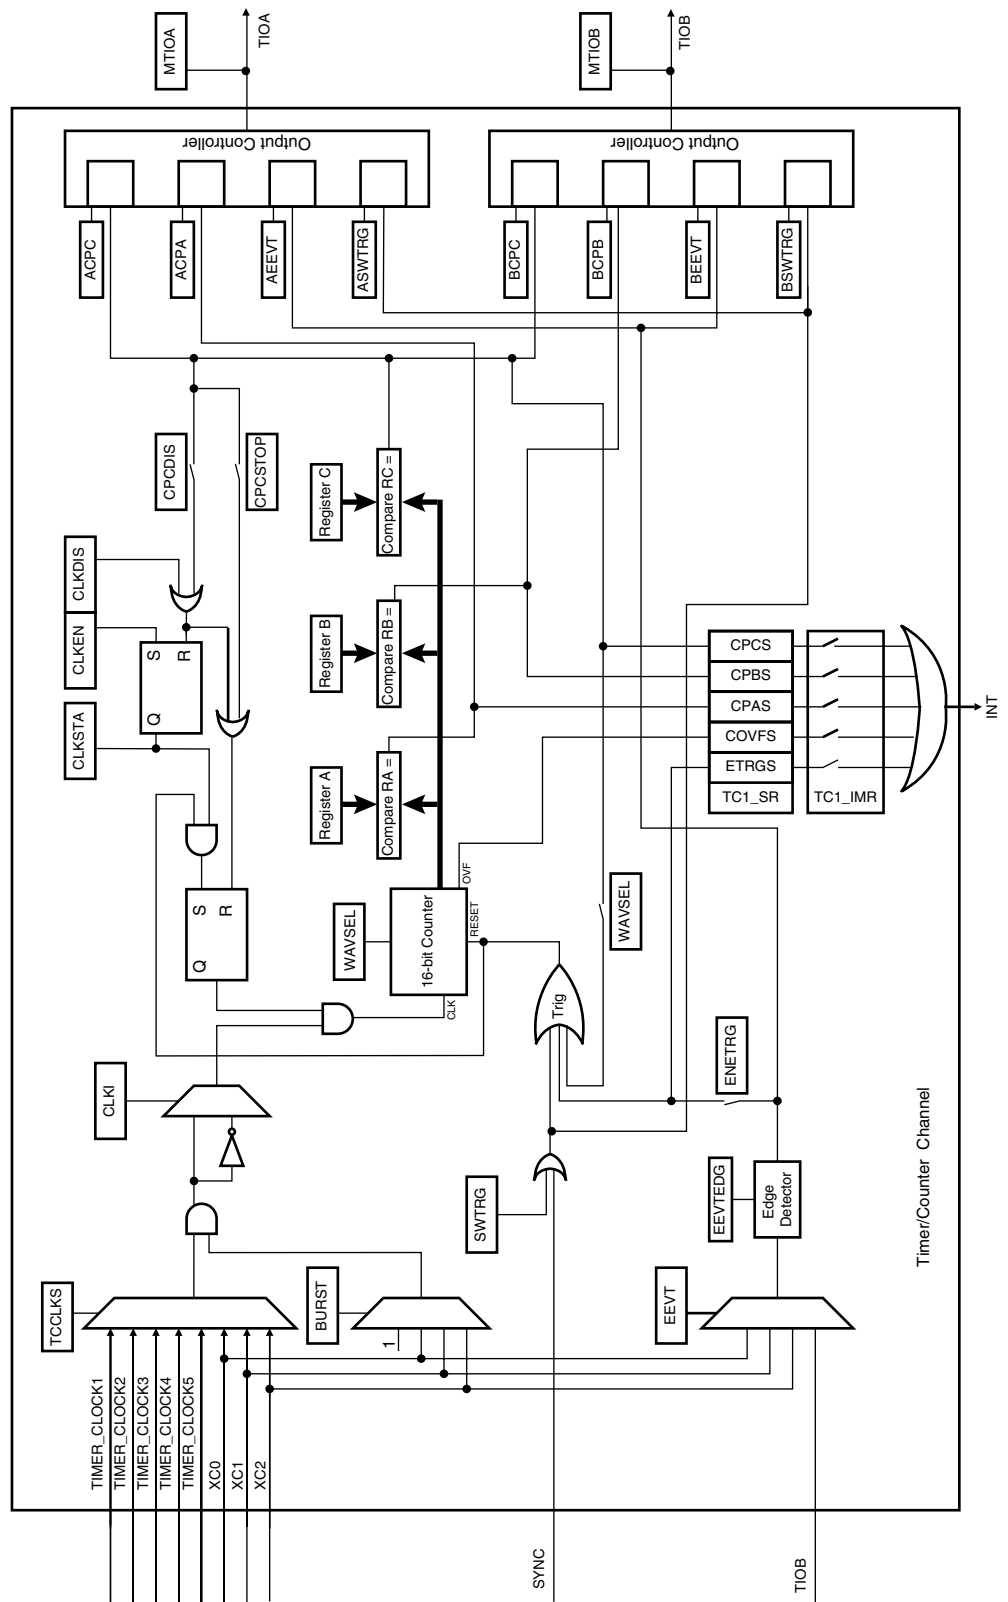 TCCLKS
TIMER_CLOCK1
TIMER_CLOCK2
TIMER_CLOCK3
TIMER_CLOCK4
TIMER_CLOCK5
XC0
XC1
XC2
CLKI
CLKSTA
CLKEN
CLKDIS
Q
S
R
Q
S
R
CPCDIS
CPCSTOP
ACPC
ACPA
AEEVT
ASWTRG
Output Controller
MTIOA
TIOA
BURST
1
WAVSEL
16-bit Counter
CLK
RESET
OVF
Register A
Register B
Register C
Compare RA =
Compare RB =
Compare RC =
SWTRG
SYNC
Trig
WAVSEL
BCPC
BCPB
BEEVT
BSWTRG
Output Controller
MTIOB
TIOB
EEVT
TIOB
EEVTEDG
Edge
Detector
ENETRG
CPCS
CPBS
CPAS
COVFS
ETRGS
TC1_SR
TC1_IMR
INT
Timer/Counter Channel